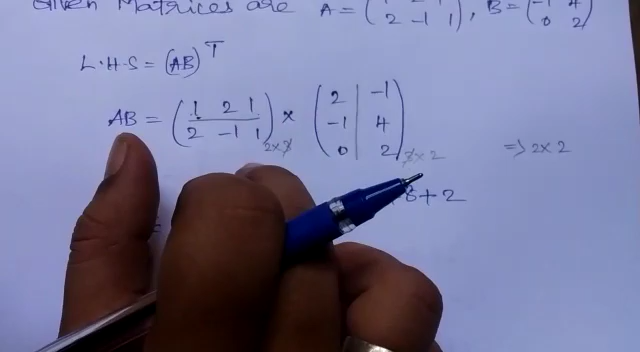 Given Matrices are A = ( 2 -1 1 ), B = ( -1 4 0 2 )
L.H.S = (AB)^T
AB = ( 1 2 1 2 -1 1 )2×3 × ( 2 -1 -1 4 0 2 )3×2 => 2×2
8+2
=